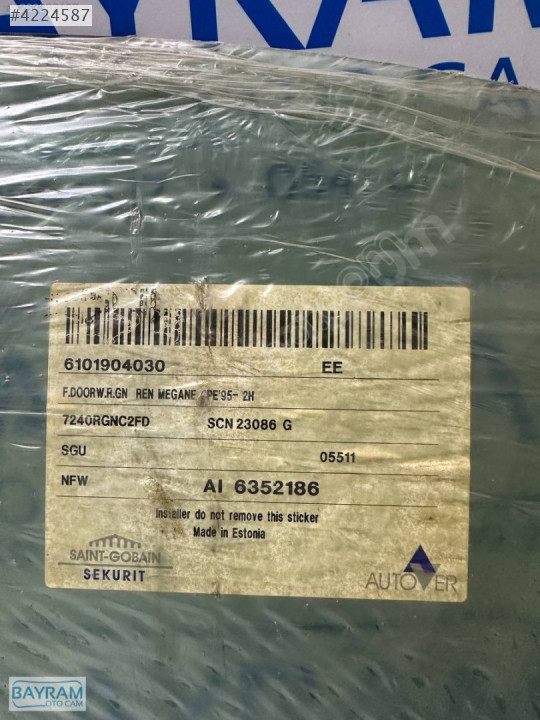 #4224587
6101904030 EE
F.DOORW.R.GN REN MEGANE CPE'95- 2H
7240RGNC2FD SCN 23086 G
SGU 05511
NFW AI 6352186
Installer do not remove this sticker
Made in Estonia
SAINT-GOBAIN
SEKURIT
AUTOVER
BAYRAM
OTO CAM